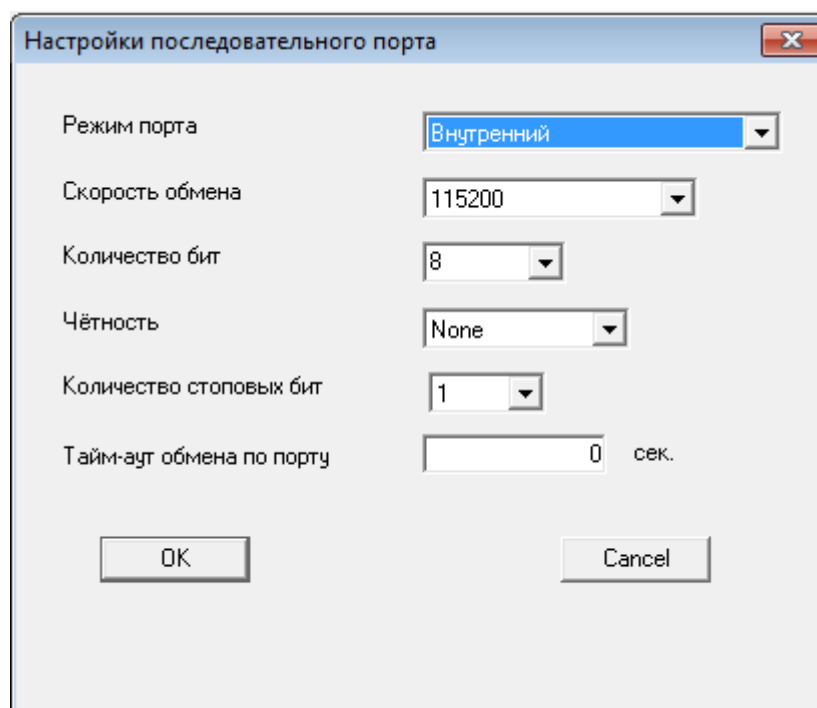 Настройки последовательного порта
Режим порта Внутренний
Скорость обмена 115200
Количество бит 8
Чётность None
Количество стоповых бит 1
Тайм-аут обмена по порту 0 сек.
OK Cancel